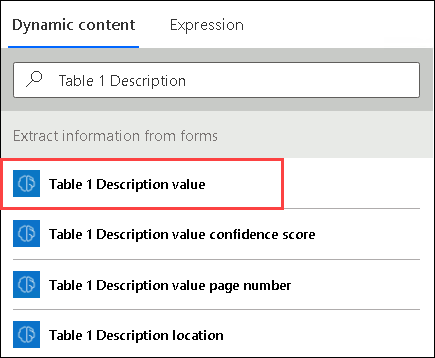 Dynamic content Expression
Table 1 Description
Extract information from forms
Table 1 Description value
Table 1 Description value confidence score
Table 1 Description value page number
Table 1 Description location